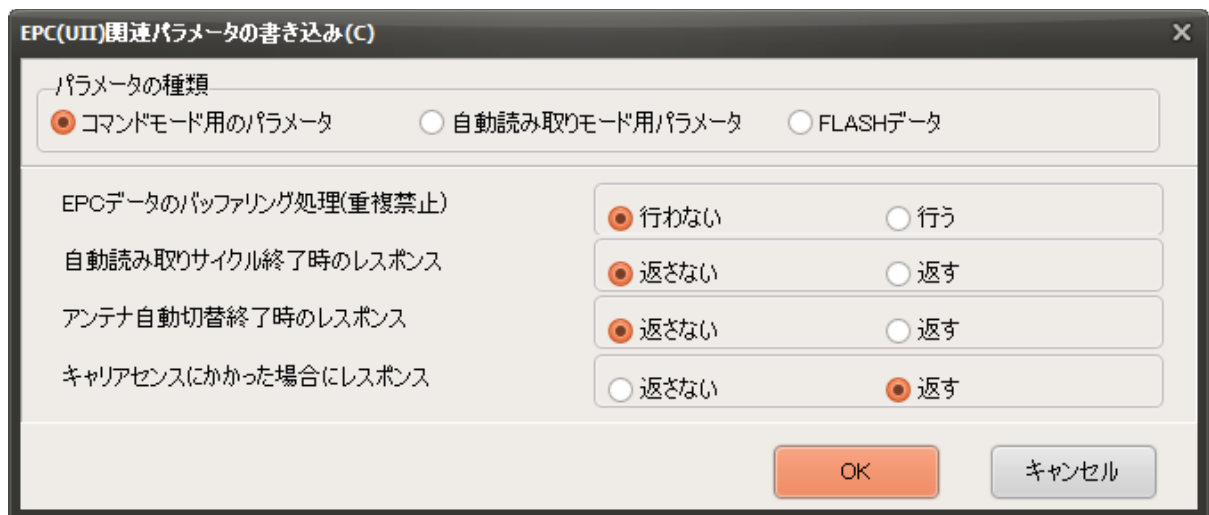 EPC(UII)関連パラメータの書き込み(C)
パラメータの種類
コマンドモード用のパラメータ 自動読み取りモード用パラメータ FLASHデータ
EPCデータのバッファリング処理(重複禁止) 行わない 行う
自動読み取りサイクル終了時のレスポンス 返さない 返す
アンテナ自動切替終了時のレスポンス 返さない 返す
キャリアセンスにかかった場合にレスポンス 返さない 返す
OK キャンセル